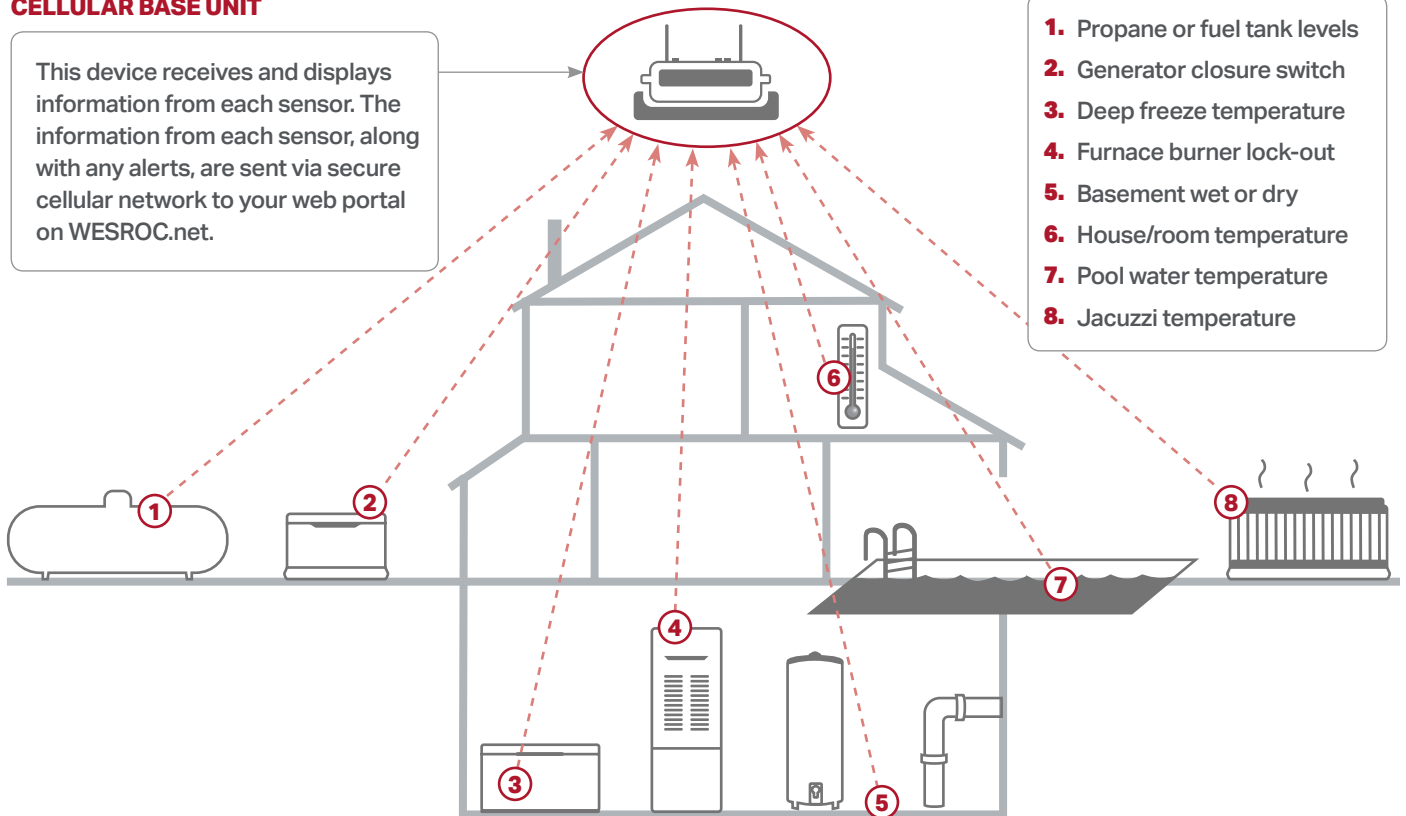 CELLULAR BASE UNIT
This device receives and displays
information from each sensor. The
information from each sensor, along
with any alerts, are sent via secure
cellular network to your web portal
on WESROC.net.
1. Propane or fuel tank levels
2. Generator closure switch
3. Deep freeze temperature
4. Furnace burner lock-out
5. Basement wet or dry
6. House/room temperature
7. Pool water temperature
8. Jacuzzi temperature
6
1
2
8
7
4
3
5